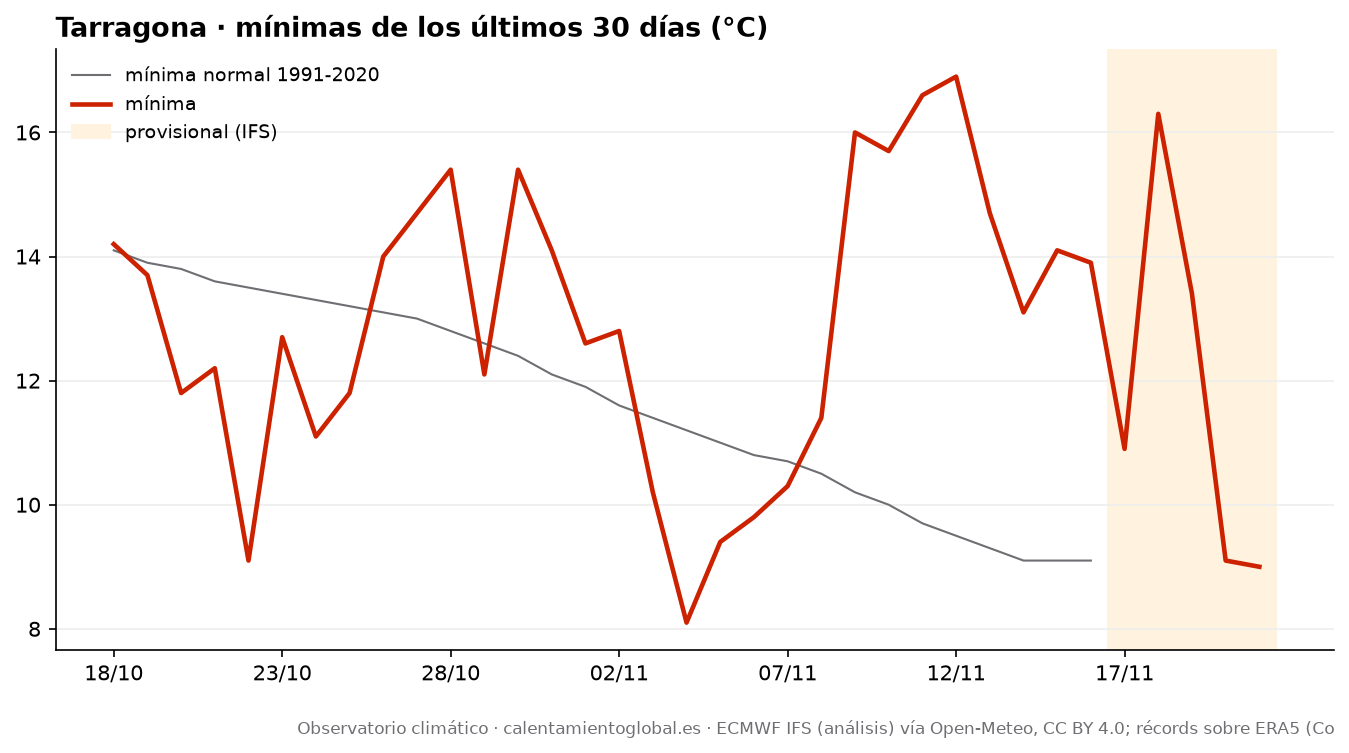 Tarragona · mínimas de los últimos 30 días (°C)
mínima normal 1991-2020
mínima
provisional (IFS)
16
14
12
10
8
18/10 23/10 28/10 02/11 07/11 12/11 17/11
Observatorio climático · calentamientoglobal.es · ECMWF IFS (análisis) vía Open-Meteo, CC BY 4.0; récords sobre ERA5 (Co